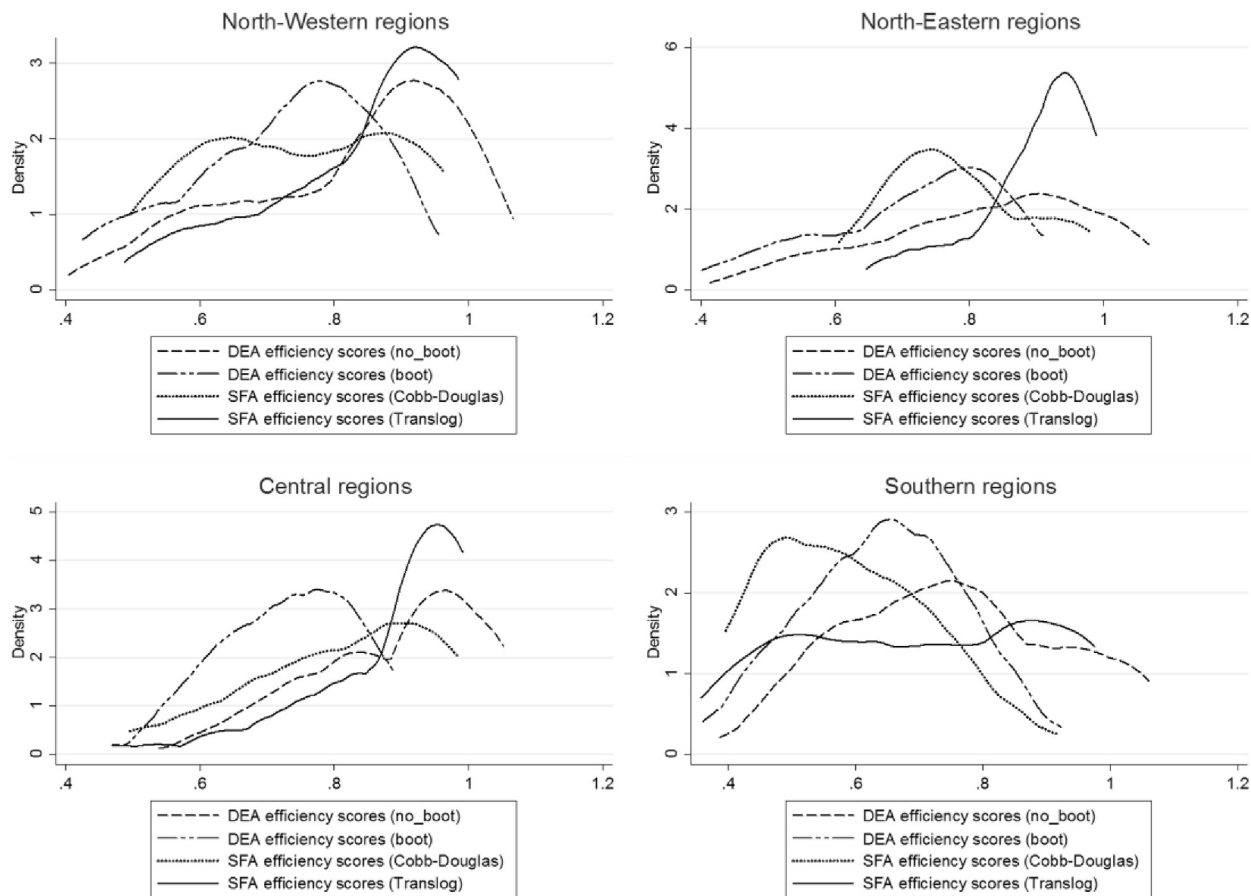 North-Western regions
Density
3
2
1
0
.4 .6 .8 1 1.2
DEA efficiency scores (no_boot)
DEA efficiency scores (boot)
SFA efficiency scores (Cobb-Douglas)
SFA efficiency scores (Translog)
North-Eastern regions
Density
6
4
2
0
.4 .6 .8 1 1.2
DEA efficiency scores (no_boot)
DEA efficiency scores (boot)
SFA efficiency scores (Cobb-Douglas)
SFA efficiency scores (Translog)
Central regions
Density
5
4
3
2
1
0
.4 .6 .8 1 1.2
DEA efficiency scores (no_boot)
DEA efficiency scores (boot)
SFA efficiency scores (Cobb-Douglas)
SFA efficiency scores (Translog)
Southern regions
Density
3
2
1
0
.4 .6 .8 1 1.2
DEA efficiency scores (no_boot)
DEA efficiency scores (boot)
SFA efficiency scores (Cobb-Douglas)
SFA efficiency scores (Translog)